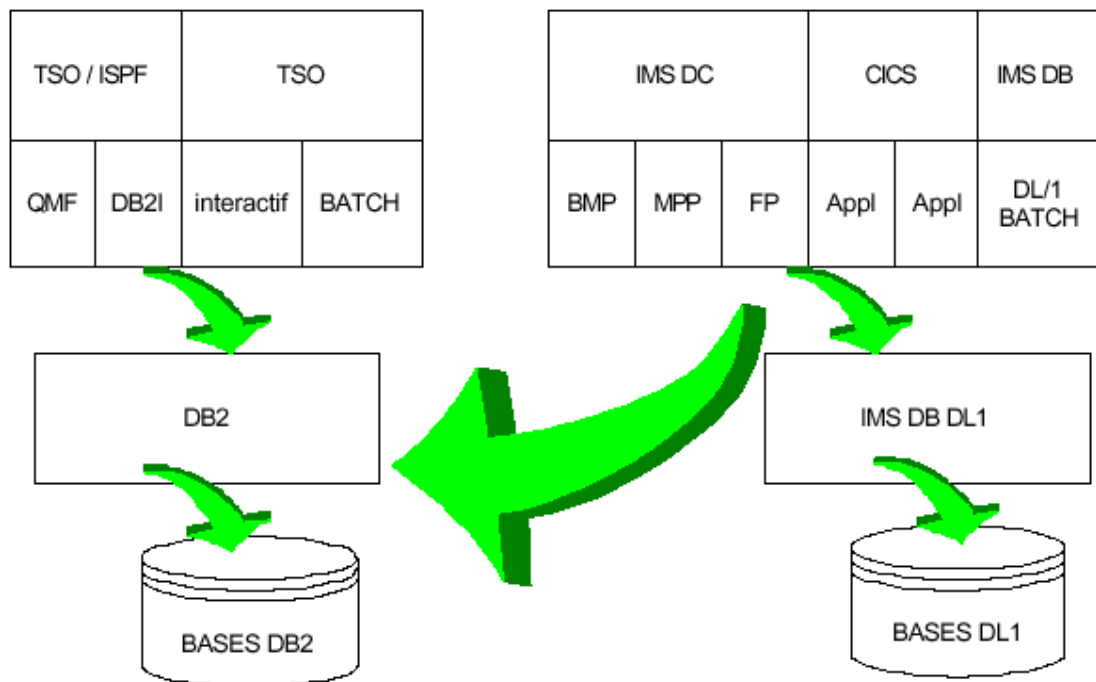 TSO / ISPF
TSO
IMS DC
CICS
IMS DB
QMF
DB2I
interactif
BATCH
BMP
MPP
FP
Appl
Appl
DL/1
BATCH
DB2
IMS DB DL1
BASES DB2
BASES DL1